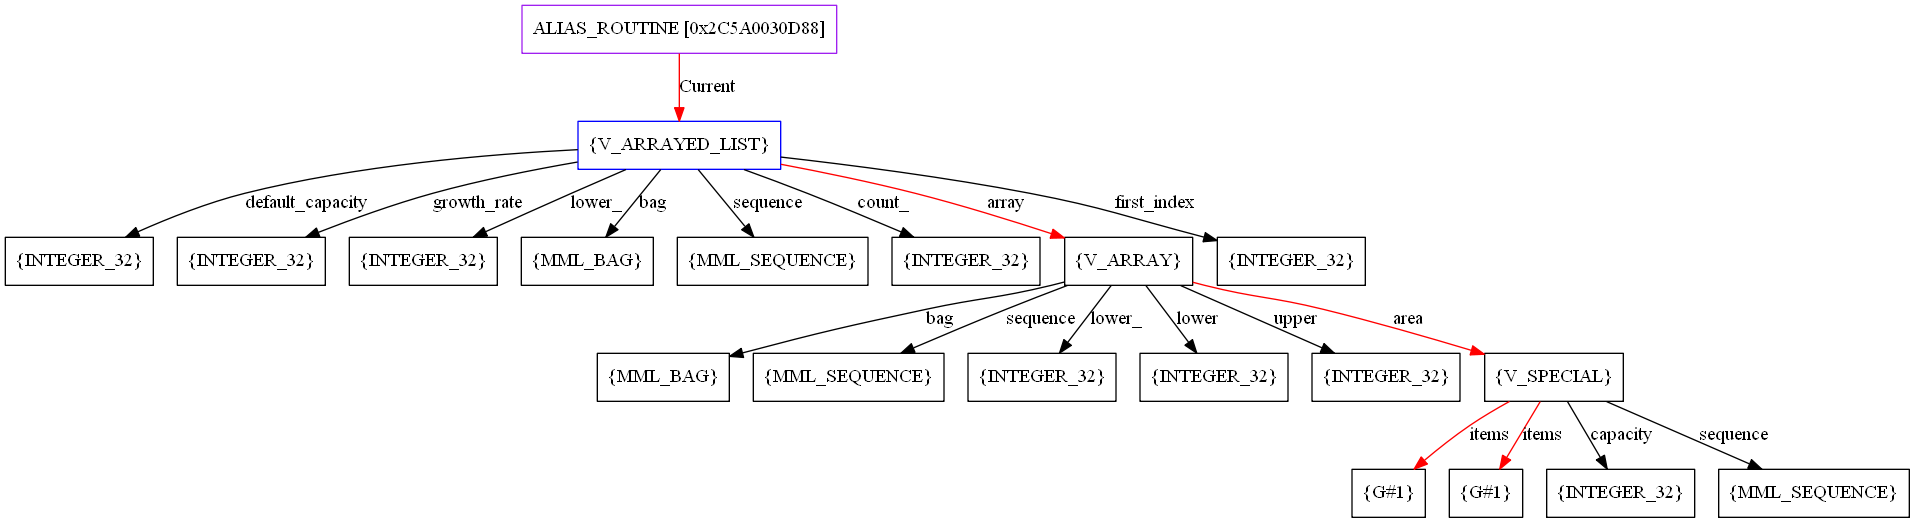 ALIAS_ROUTINE [0x2C5A0030D88]
Current
{V_ARRAYED_LIST}
default_capacity
growth_rate
lower_
bag
sequence
count_
array
first_index
{INTEGER_32}
{INTEGER_32}
{INTEGER_32}
{MML_BAG}
{MML_SEQUENCE}
{INTEGER_32}
{V_ARRAY}
{INTEGER_32}
bag
sequence
lower_
lower
upper
area
{MML_BAG}
{MML_SEQUENCE}
{INTEGER_32}
{INTEGER_32}
{INTEGER_32}
{V_SPECIAL}
items
items
capacity
sequence
{G#1}
{G#1}
{INTEGER_32}
{MML_SEQUENCE}